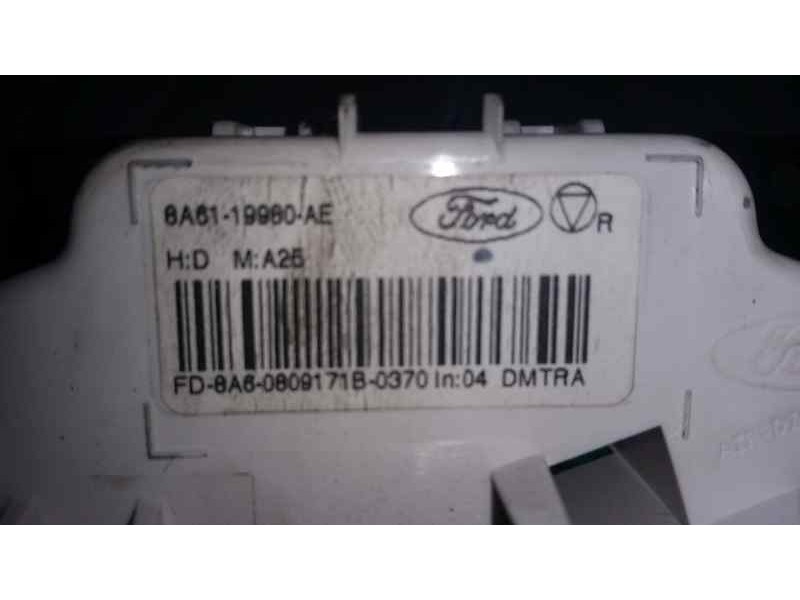 8A61-19980-AE
Ford
R
H:D M:A25
FD-8A6-0809171B-0370 In:04 DMTRA